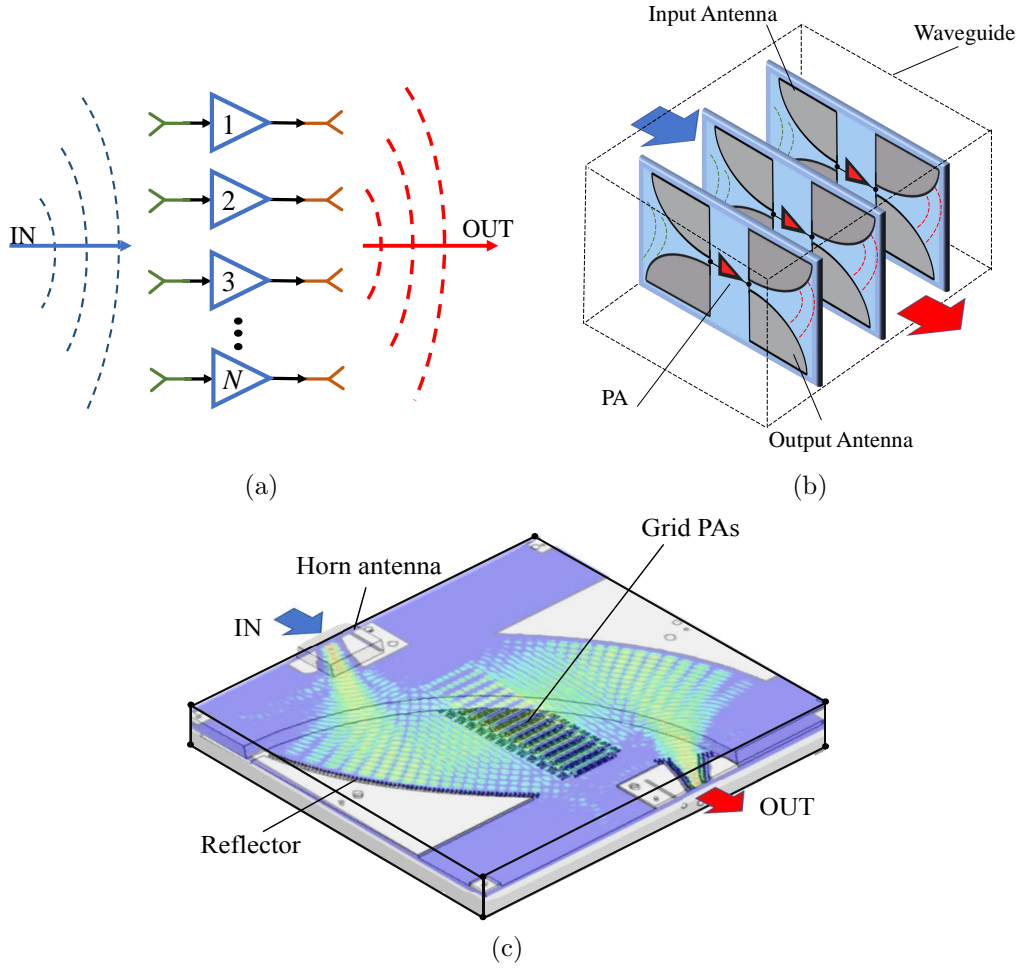 IN
1
2
3
N
OUT
(a)
Input Antenna
Waveguide
PA
Output Antenna
(b)
Grid PAs
Horn antenna
IN
OUT
Reflector
(c)